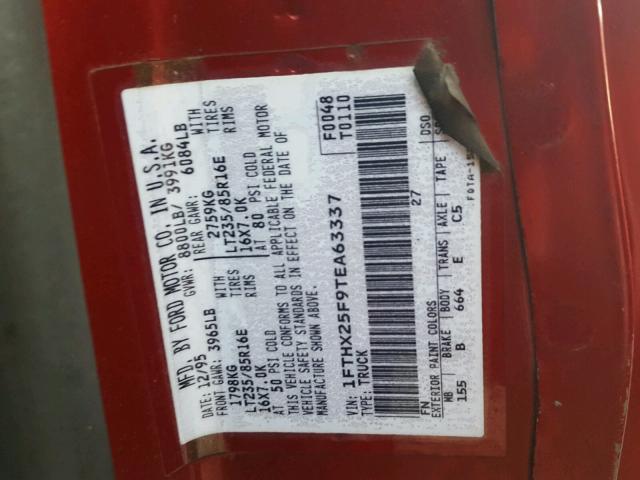 MFD. BY FORD MOTOR CO. IN U.S.A.
DATE: 12/95 GVWR: 8800LB/ 3991KG
FRONT GAWR: 3965LB REAR GAWR: 6084LB
1798KG WITH 2759KG WITH
LT235/85R16E TIRES LT235/85R16E TIRES
16X7.0K RIMS 16X7.0K RIMS
AT 50 PSI COLD AT 80 PSI COLD
THIS VEHICLE CONFORMS TO ALL APPLICABLE FEDERAL MOTOR
VEHICLE SAFETY STANDARDS IN EFFECT ON THE DATE OF
MANUFACTURE SHOWN ABOVE.
F0048
T0110
VIN: 1FTHX25F9TEA63337
TYPE: TRUCK
27
EXTERIOR PAINT COLORS DSO
FN
WB BRAKE BODY TRANS AXLE TAPE
155 B 664 E C5